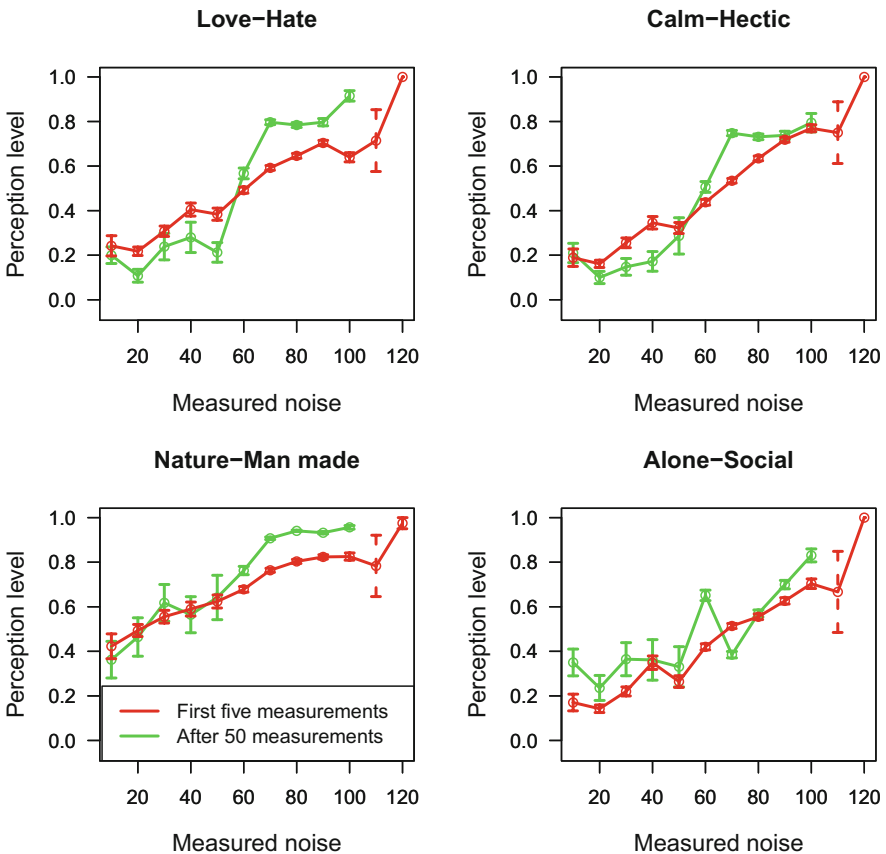 Love−Hate
Calm−Hectic
Perception level
1.0
0.8
0.6
0.4
0.2
0.0
20 40 60 80 100 120
Measured noise
Perception level
1.0
0.8
0.6
0.4
0.2
0.0
20 40 60 80 100 120
Measured noise
Nature−Man made
Alone−Social
Perception level
1.0
0.8
0.6
0.4
0.2
0.0
First five measurements
After 50 measurements
20 40 60 80 100 120
Measured noise
Perception level
1.0
0.8
0.6
0.4
0.2
0.0
20 40 60 80 100 120
Measured noise